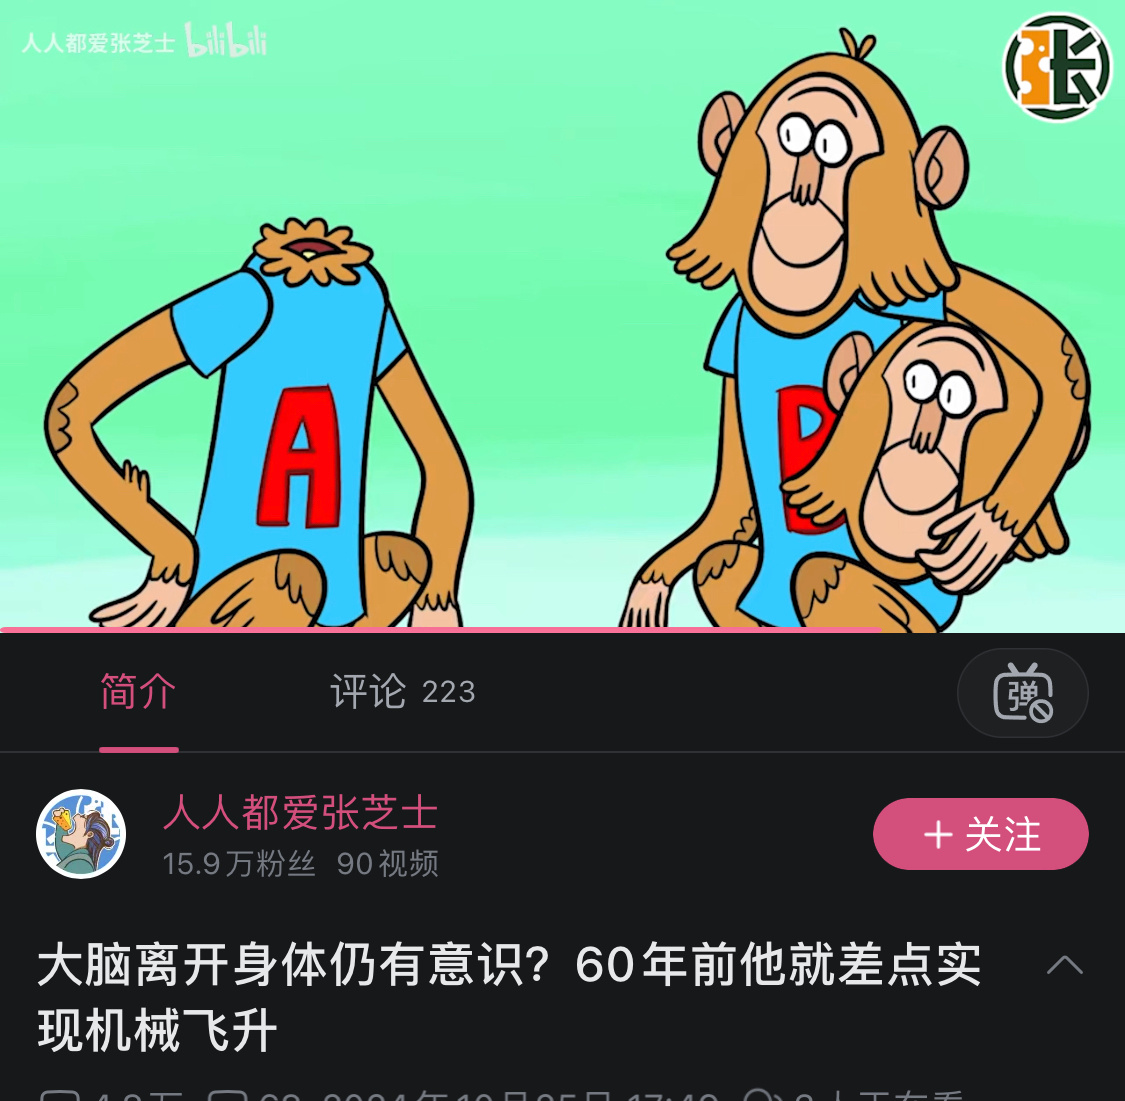 人人都爱张芝士 bilibili
张
A
简介
评论 223
弹
人人都爱张芝士
15.9万粉丝 90视频
+ 关注
大脑离开身体仍有意识？60年前他就差点实
现机械飞升